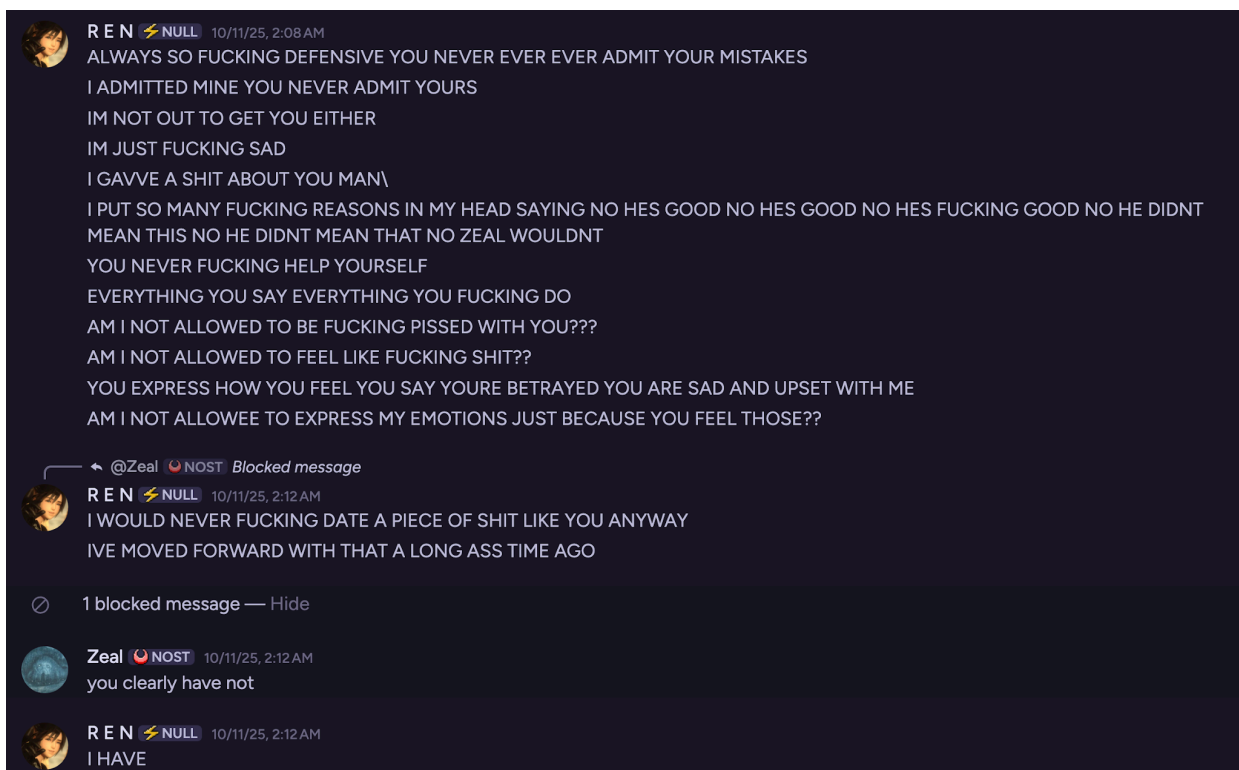 R E N ⚡NULL 10/11/25, 2:08 AM
ALWAYS SO FUCKING DEFENSIVE YOU NEVER EVER EVER ADMIT YOUR MISTAKES
I ADMITTED MINE YOU NEVER ADMIT YOURS
IM NOT OUT TO GET YOU EITHER
IM JUST FUCKING SAD
I GAVVE A SHIT ABOUT YOU MAN\
I PUT SO MANY FUCKING REASONS IN MY HEAD SAYING NO HES GOOD NO HES GOOD NO HES FUCKING GOOD NO HE DIDNT
MEAN THIS NO HE DIDNT MEAN THAT NO ZEAL WOULDNT
YOU NEVER FUCKING HELP YOURSELF
EVERYTHING YOU SAY EVERYTHING YOU FUCKING DO
AM I NOT ALLOWED TO BE FUCKING PISSED WITH YOU???
AM I NOT ALLOWED TO FEEL LIKE FUCKING SHIT??
YOU EXPRESS HOW YOU FEEL YOU SAY YOURE BETRAYED YOU ARE SAD AND UPSET WITH ME
AM I NOT ALLOWEE TO EXPRESS MY EMOTIONS JUST BECAUSE YOU FEEL THOSE??
@Zeal NOST Blocked message
R E N ⚡NULL 10/11/25, 2:12 AM
I WOULD NEVER FUCKING DATE A PIECE OF SHIT LIKE YOU ANYWAY
IVE MOVED FORWARD WITH THAT A LONG ASS TIME AGO
1 blocked message — Hide
Zeal NOST 10/11/25, 2:12 AM
you clearly have not
R E N ⚡NULL 10/11/25, 2:12 AM
I HAVE